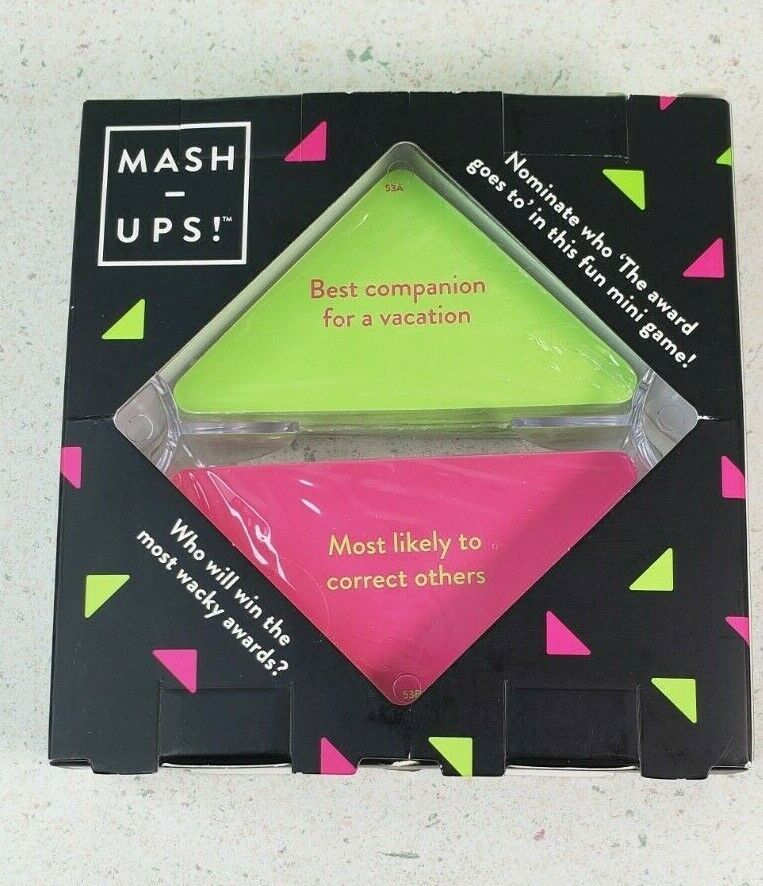 MASH
–
UPS!™
Nominate who 'The award
goes to' in this fun mini game!
53A
Best companion
for a vacation
Most likely to
correct others
53B
Who will win the
most wacky awards?